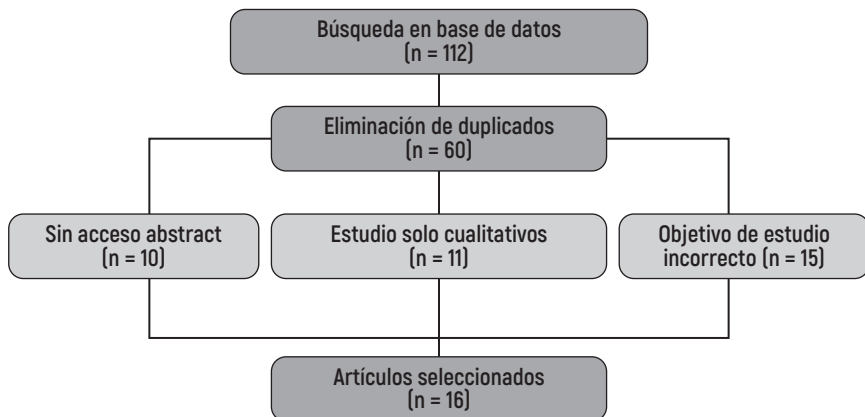 Búsqueda en base de datos
(n = 112)
Eliminación de duplicados
(n = 60)
Sin acceso abstract
(n = 10)
Estudio solo cualitativos
(n = 11)
Objetivo de estudio
incorrecto (n = 15)
Artículos seleccionados
(n = 16)